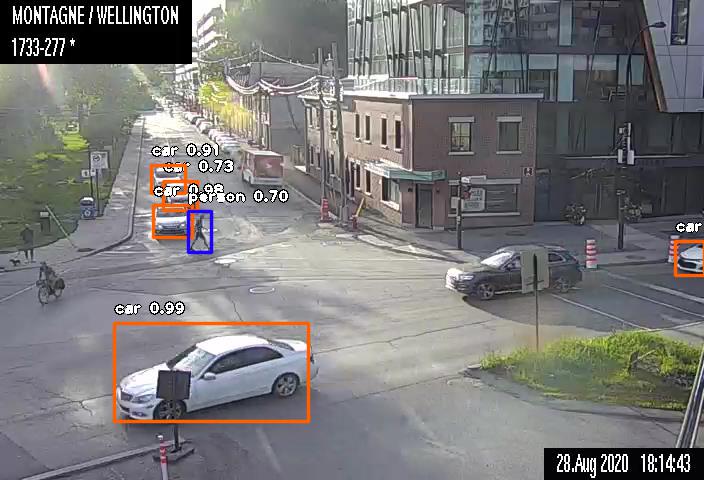 MONTAGNE / WELLINGTON
1733-277 *
car 0.91
car 0.73
car 0.98
person 0.70
car
car 0.99
28.Aug 2020 18:14:43